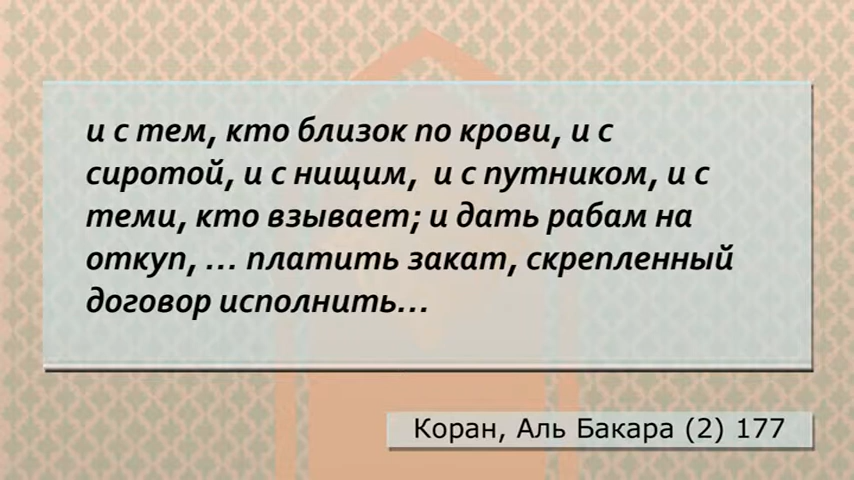 и с тем, кто близок по крови, и с
сиротой, и с нищим,  и с путником, и с
теми, кто взывает; и дать рабам на
откуп, ... платить закат, скрепленный
договор исполнить...
Коран, Аль Бакара (2) 177